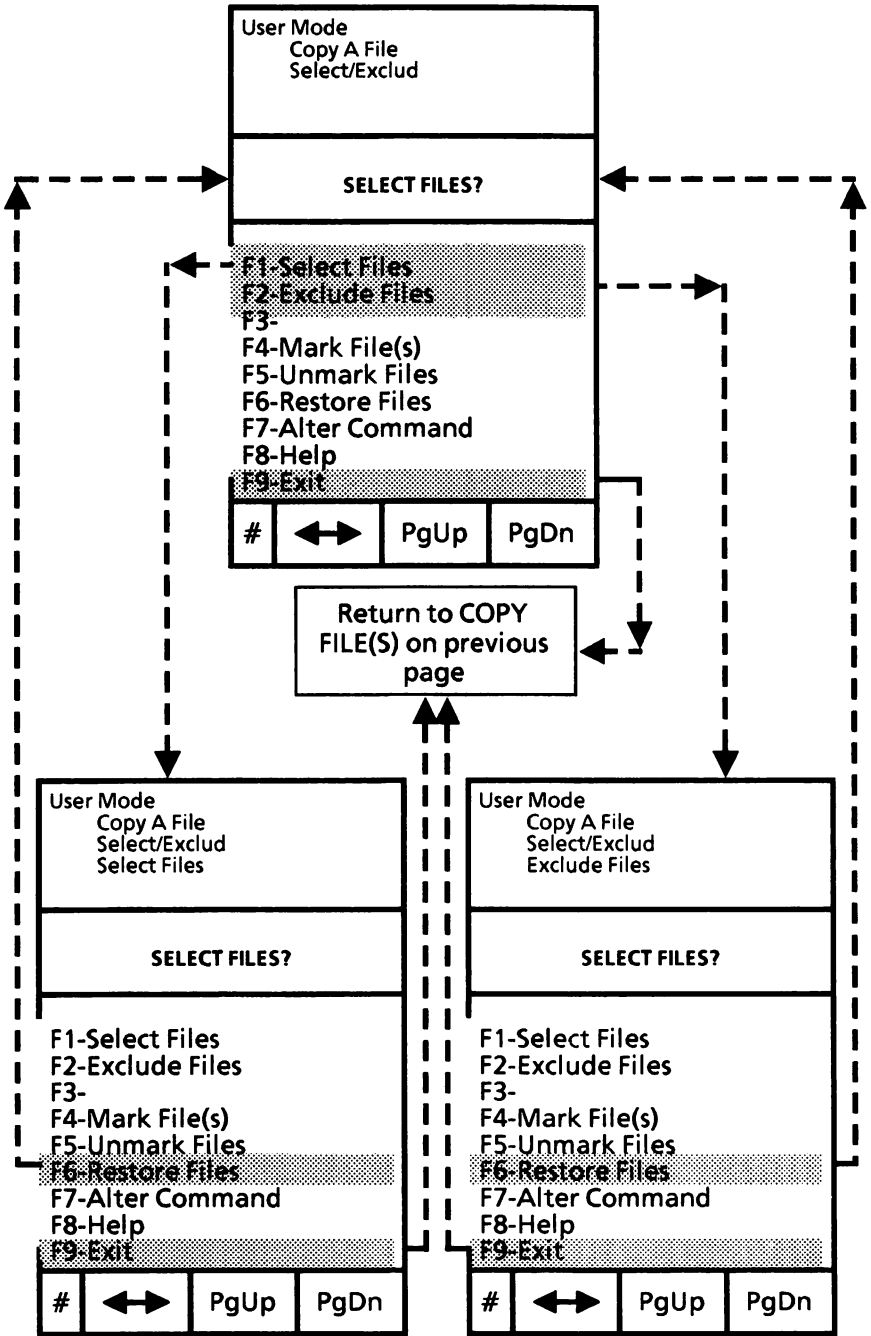 User Mode
Copy A File
Select/Exclud
SELECT FILES?
F1-Select Files
F2-Exclude Files
F3-
F4-Mark File(s)
F5-Unmark Files
F6-Restore Files
F7-Alter Command
F8-Help
F9-Exit
# PgUp PgDn
Return to COPY
FILE(S) on previous
page
User Mode
Copy A File
Select/Exclud
Select Files
SELECT FILES?
F1-Select Files
F2-Exclude Files
F3-
F4-Mark File(s)
F5-Unmark Files
F6-Restore Files
F7-Alter Command
F8-Help
F9-Exit
# PgUp PgDn
User Mode
Copy A File
Select/Exclud
Exclude Files
SELECT FILES?
F1-Select Files
F2-Exclude Files
F3-
F4-Mark File(s)
F5-Unmark Files
F6-Restore Files
F7-Alter Command
F8-Help
F9-Exit
# PgUp PgDn